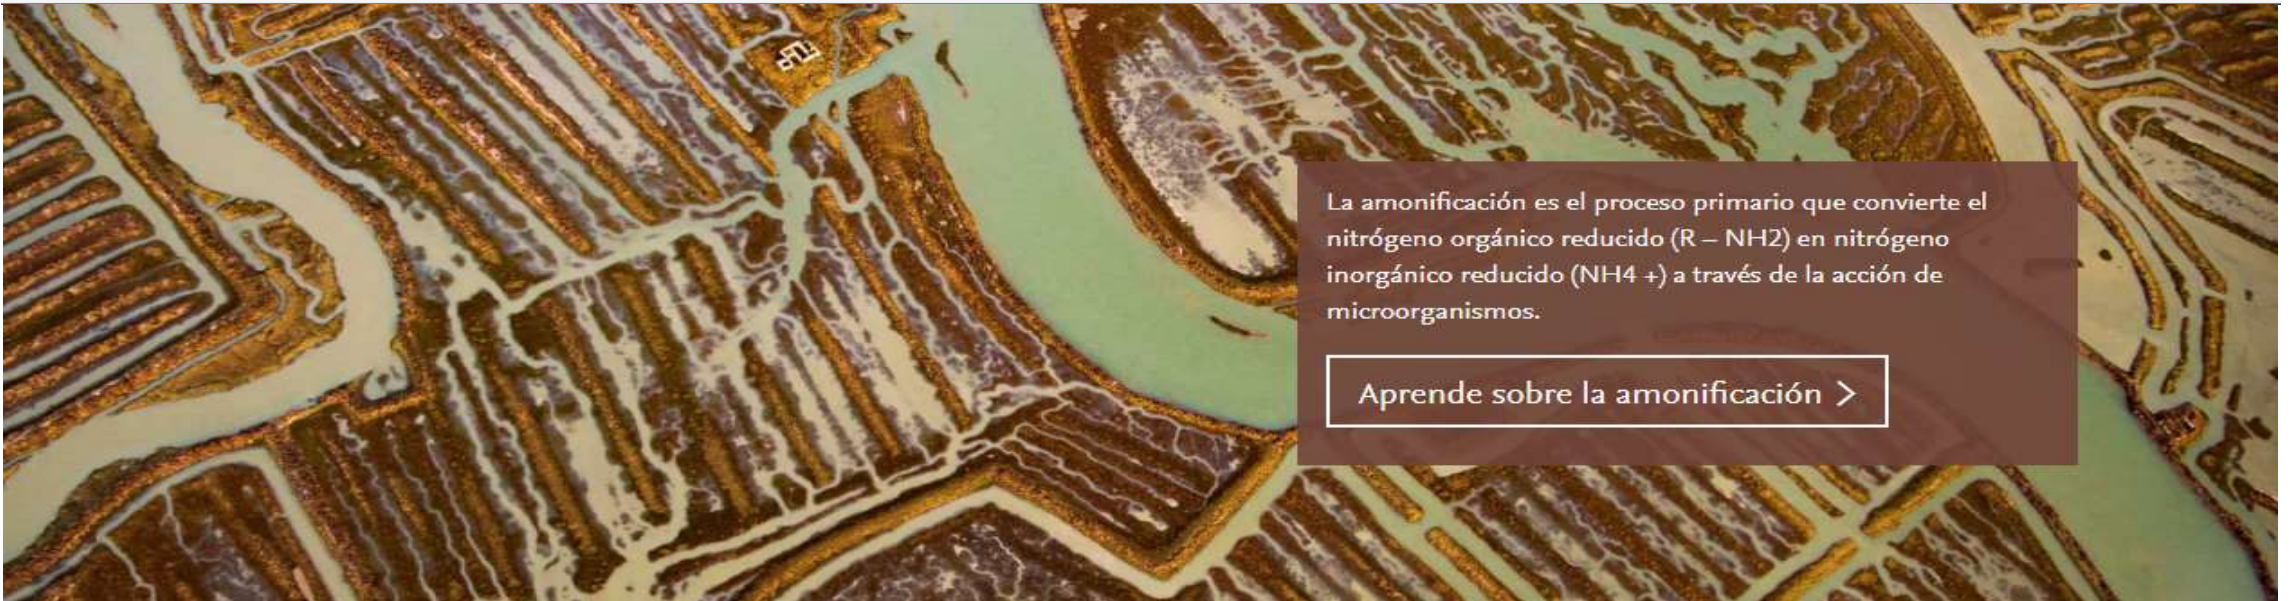 La amonificación es el proceso primario que convierte el
nitrógeno orgánico reducido (R – NH2) en nitrógeno
inorgánico reducido (NH4 +) a través de la acción de
microorganismos.
Aprende sobre la amonificación >